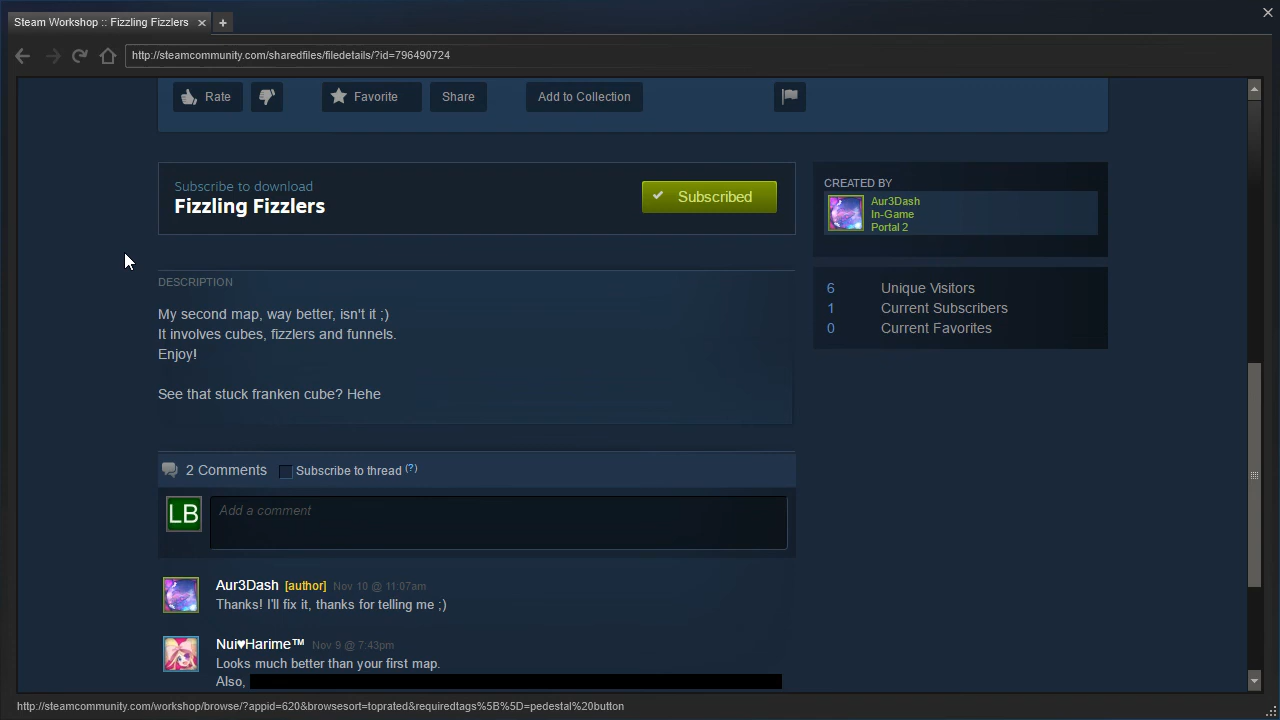 Steam Workshop :: Fizzling Fizzlers
http://steamcommunity.com/sharedfiles/filedetails/?id=796490724
Rate Favorite Share Add to Collection
Subscribe to download
Fizzling Fizzlers
Subscribed
CREATED BY
Aur3Dash
In-Game
Portal 2
6 Unique Visitors
1 Current Subscribers
0 Current Favorites
DESCRIPTION
My second map, way better, isn't it ;)
It involves cubes, fizzlers and funnels.
Enjoy!
See that stuck franken cube? Hehe
2 Comments Subscribe to thread (?)
LB Add a comment
Aur3Dash [author] Nov 10 @ 11:07am
Thanks! I'll fix it, thanks for telling me ;)
Nui♥Harime™ Nov 9 @ 7:43pm
Looks much better than your first map.
Also,
http://steamcommunity.com/workshop/browse/?appid=620&browsesort=toprated&requiredtags%5B%5D=pedestal%20button